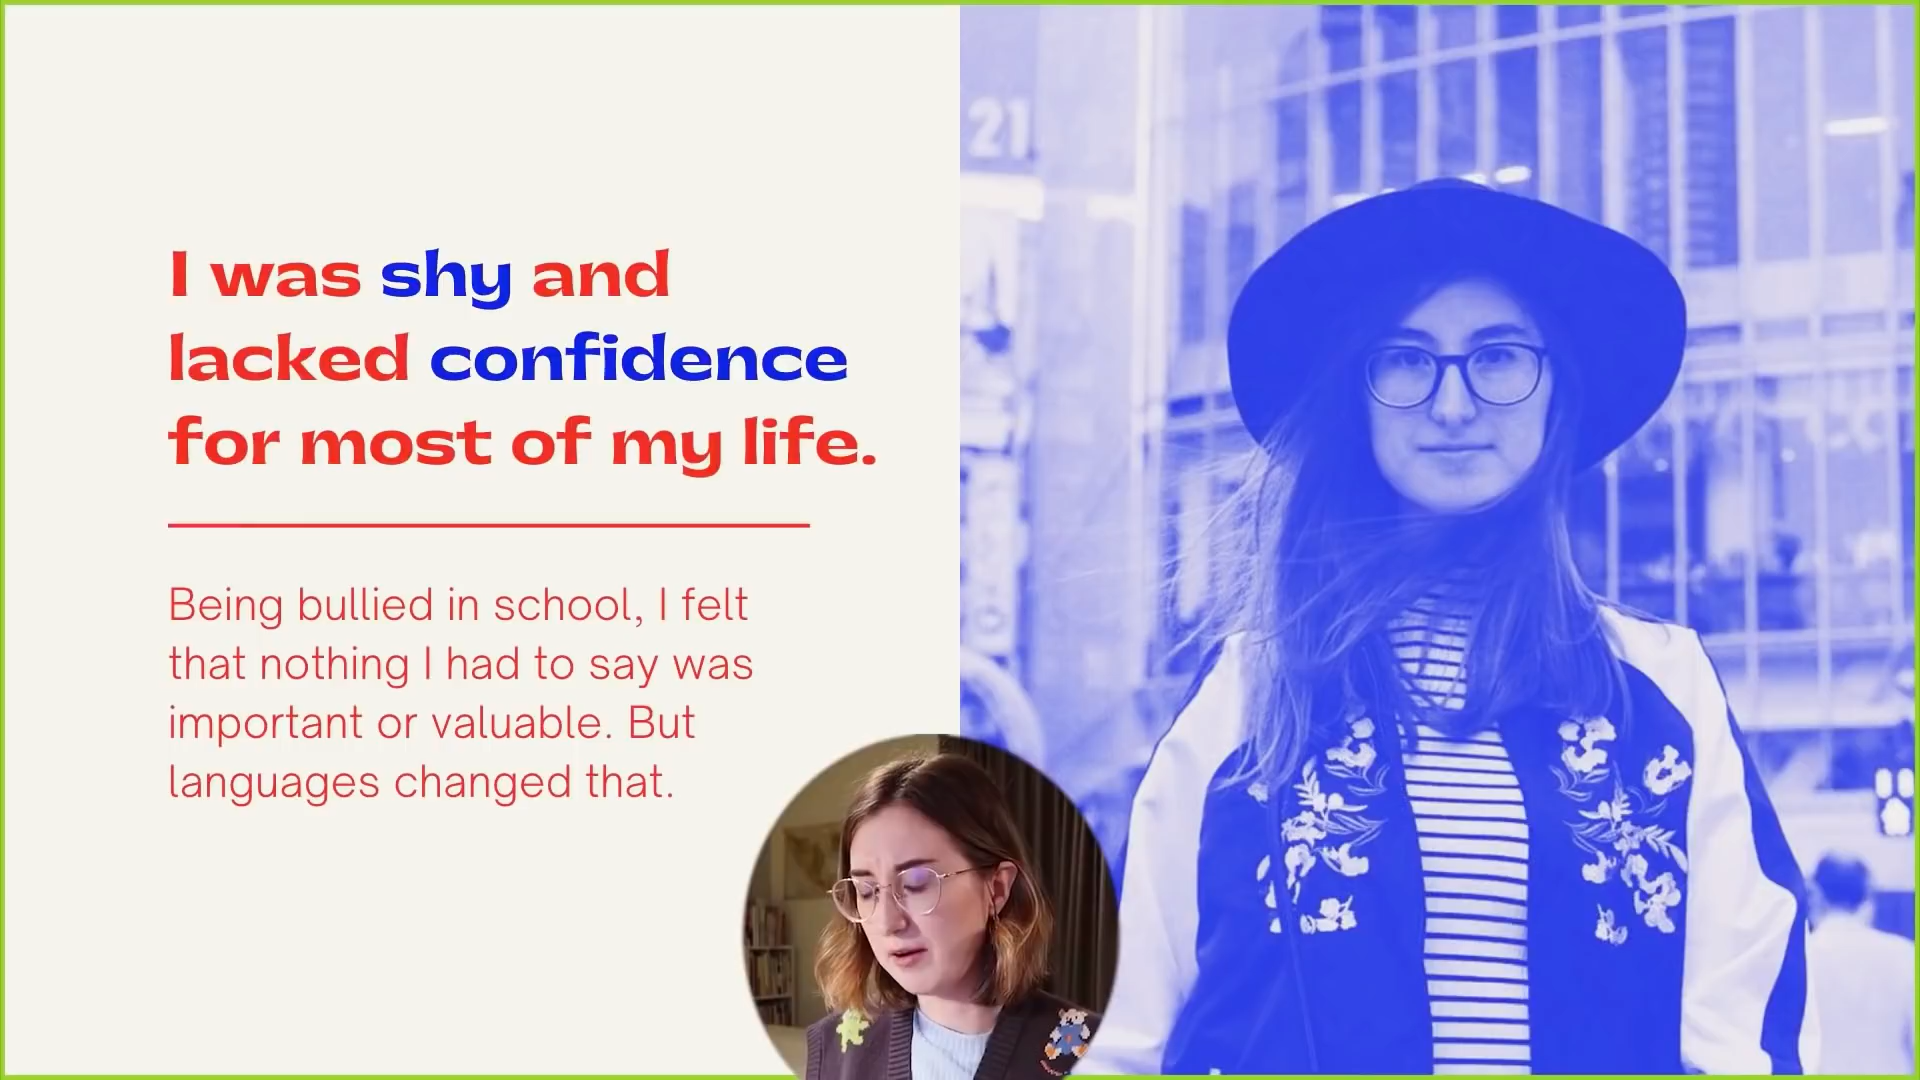 I was shy and
lacked confidence
for most of my life.
Being bullied in school, I felt
that nothing I had to say was
important or valuable. But
languages changed that.
21